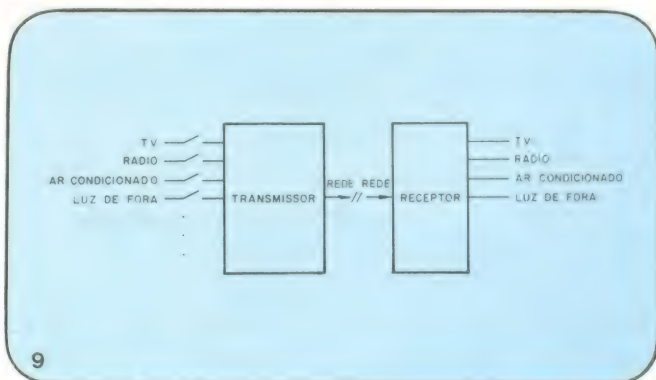 TV
RADIO
AR CONDICIONADO
LUZ DE FORA
TRANSMISSOR
REDE REDE
RECEPTOR
TV
RADIO
AR CONDICIONADO
LUZ DE FORA
9